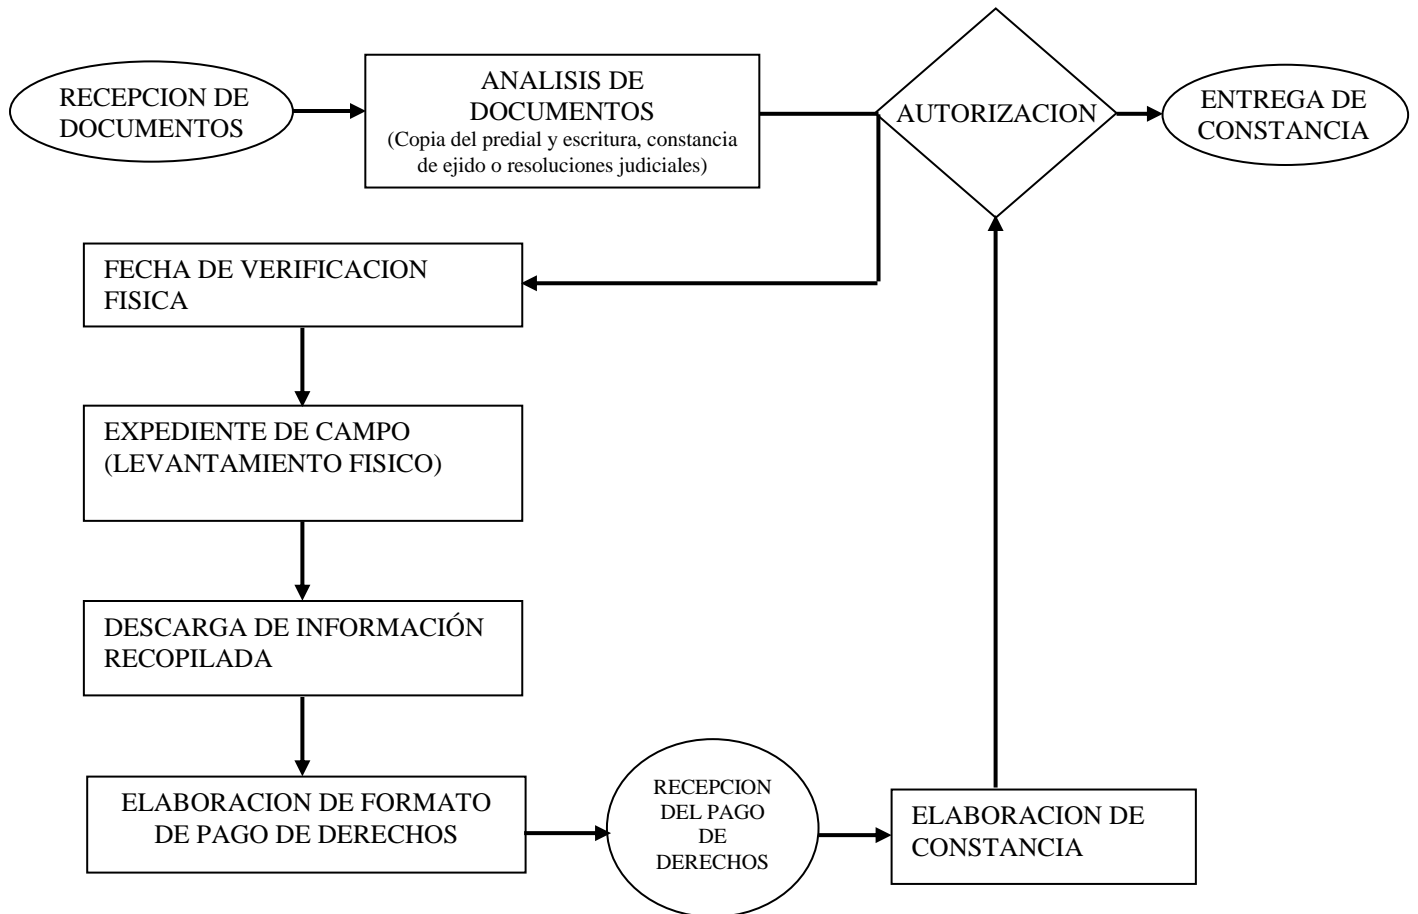 RECEPCION DE
DOCUMENTOS
ANALISIS DE
DOCUMENTOS
(Copia del predial y escritura, constancia
de ejido o resoluciones judiciales)
AUTORIZACION
ENTREGA DE
CONSTANCIA
FECHA DE VERIFICACION
FISICA
EXPEDIENTE DE CAMPO
(LEVANTAMIENTO FISICO)
DESCARGA DE INFORMACIÓN
RECOPILADA
ELABORACION DE FORMATO
DE PAGO DE DERECHOS
RECEPCION
DEL PAGO
DE
DERECHOS
ELABORACION DE
CONSTANCIA